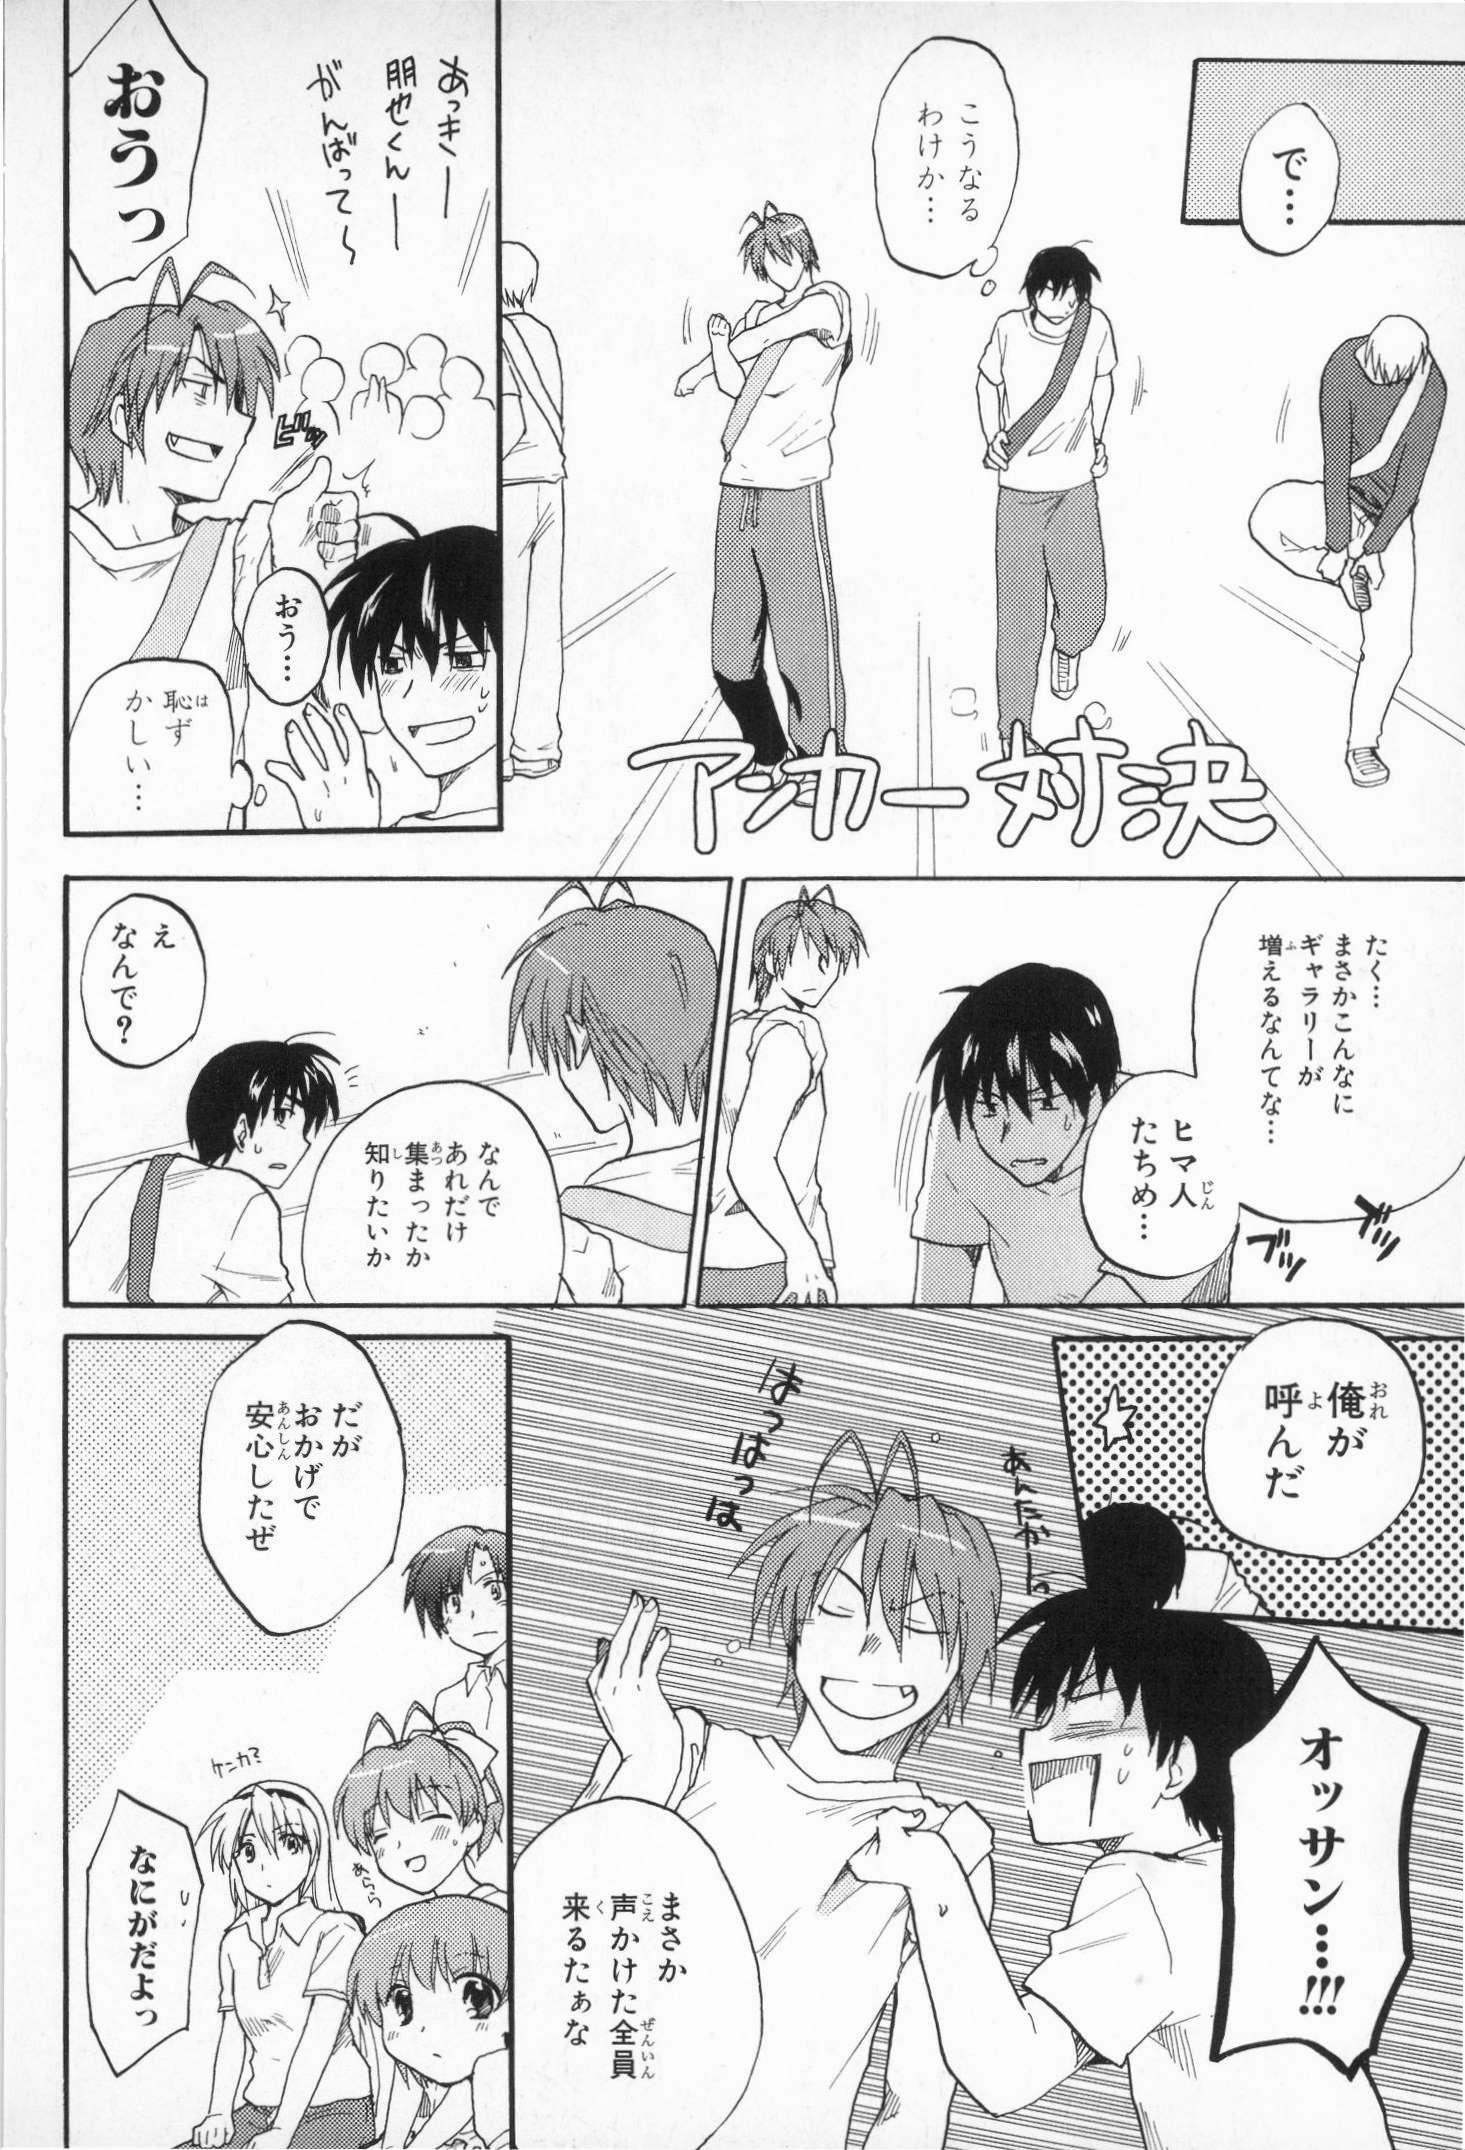 で…
こうなる
わけか…
アンカー対決
あっきー
朋也くんー
がんばって～
おうっ
ビッ
おう…
恥ず
かしい…
たく…
まさかこんなに
ギャラリーが
増えるなんてな…
ヒマ人
たちめ…
ブツ
ブツ
なんで
あれだけ
集まったか
知りたいか
え
なんで？
俺が
呼んだ
オッサン…!!!
あんたかーっ
はっはっは
まさか
声かけた全員
来るたぁな
だが
おかげで
安心したぜ
ケンカ？
あらら
なにがだよっ